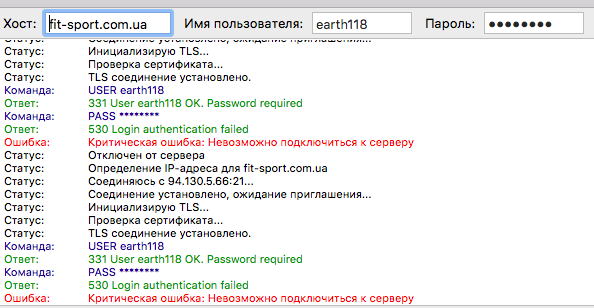 Хост: fit-sport.com.ua Имя пользователя: earth118 Пароль: ●●●●●●●●
Статус: Соединение установлено, ожидание приглашения...
Статус: Инициализирую TLS...
Статус: Проверка сертификата...
Статус: TLS соединение установлено.
Команда: USER earth118
Ответ: 331 User earth118 OK. Password required
Команда: PASS ********
Ответ: 530 Login authentication failed
Ошибка: Критическая ошибка: Невозможно подключиться к серверу
Статус: Отключен от сервера
Статус: Определение IP-адреса для fit-sport.com.ua
Статус: Соединяюсь с 94.130.5.66:21...
Статус: Соединение установлено, ожидание приглашения...
Статус: Инициализирую TLS...
Статус: Проверка сертификата...
Статус: TLS соединение установлено.
Команда: USER earth118
Ответ: 331 User earth118 OK. Password required
Команда: PASS ********
Ответ: 530 Login authentication failed
Ошибка: Критическая ошибка: Невозможно подключиться к серверу